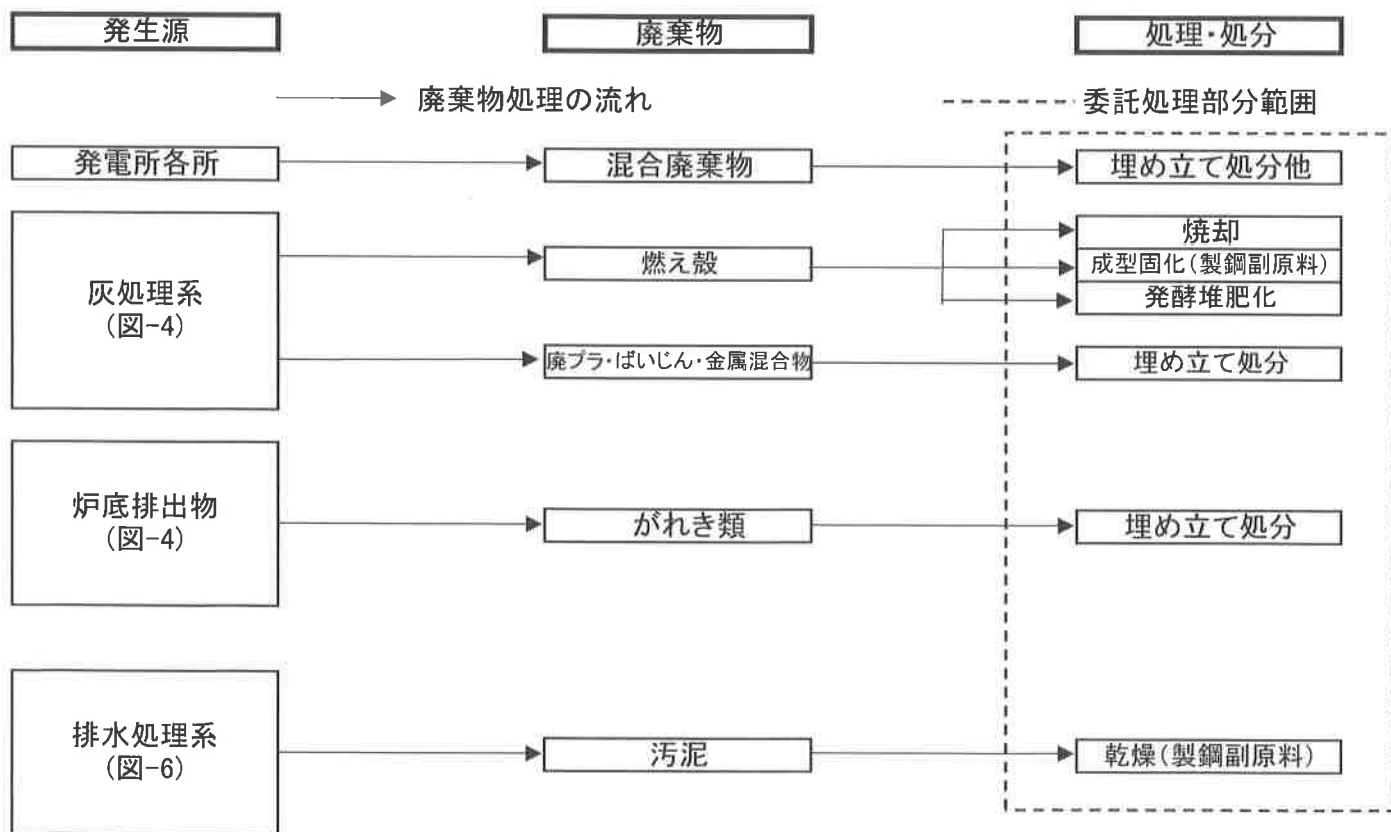 発生源
廃棄物
処理・処分
廃棄物処理の流れ
委託処理部分範囲
発電所各所
混合廃棄物
埋め立て処分他
灰処理系
(図-4)
燃え殻
焼却
成型固化(製鋼副原料)
発酵堆肥化
廃プラ・ばいじん・金属混合物
埋め立て処分
炉底排出物
(図-4)
がれき類
埋め立て処分
排水処理系
(図-6)
汚泥
乾燥(製鋼副原料)